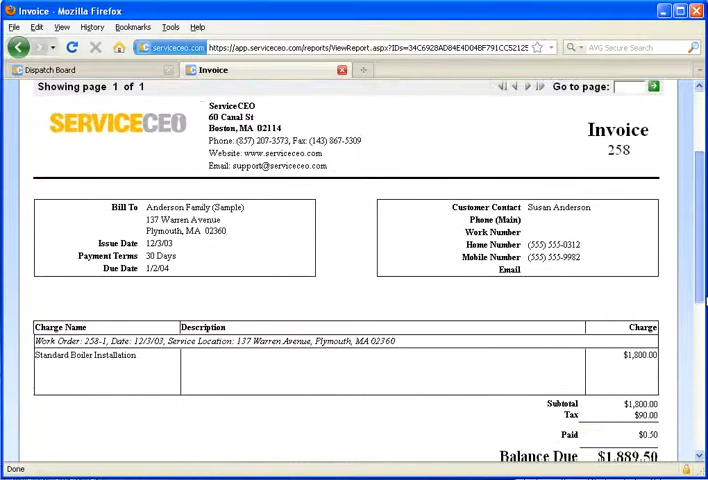 Invoice - Mozilla Firefox
File Edit View History Bookmarks Tools Help
serviceceo.com https://app.serviceceo.com/reports/ViewReport.aspx?IDs=34C6928AD84E4D04BF791CC52125 AVG Secure Search
Dispatch Board Invoice
Showing page 1 of 1 Go to page:
SERVICECEO
ServiceCEO
60 Canal St
Boston, MA 02114
Phone: (857) 207-3573, Fax: (143) 867-5309
Website: www.serviceceo.com
Email: support@serviceceo.com
Invoice
258
Bill To Anderson Family (Sample)
137 Warren Avenue
Plymouth, MA 02360
Issue Date 12/3/03
Payment Terms 30 Days
Due Date 1/2/04
Customer Contact Susan Anderson
Phone (Main)
Work Number
Home Number (555) 555-0312
Mobile Number (555) 555-9982
Email
Charge Name Description Charge
Work Order: 258-1, Date: 12/3/03, Service Location: 137 Warren Avenue, Plymouth, MA 02360
Standard Boiler Installation $1,800.00
Subtotal $1,800.00
Tax $90.00
Paid $0.50
Balance Due $1,889.50
Done